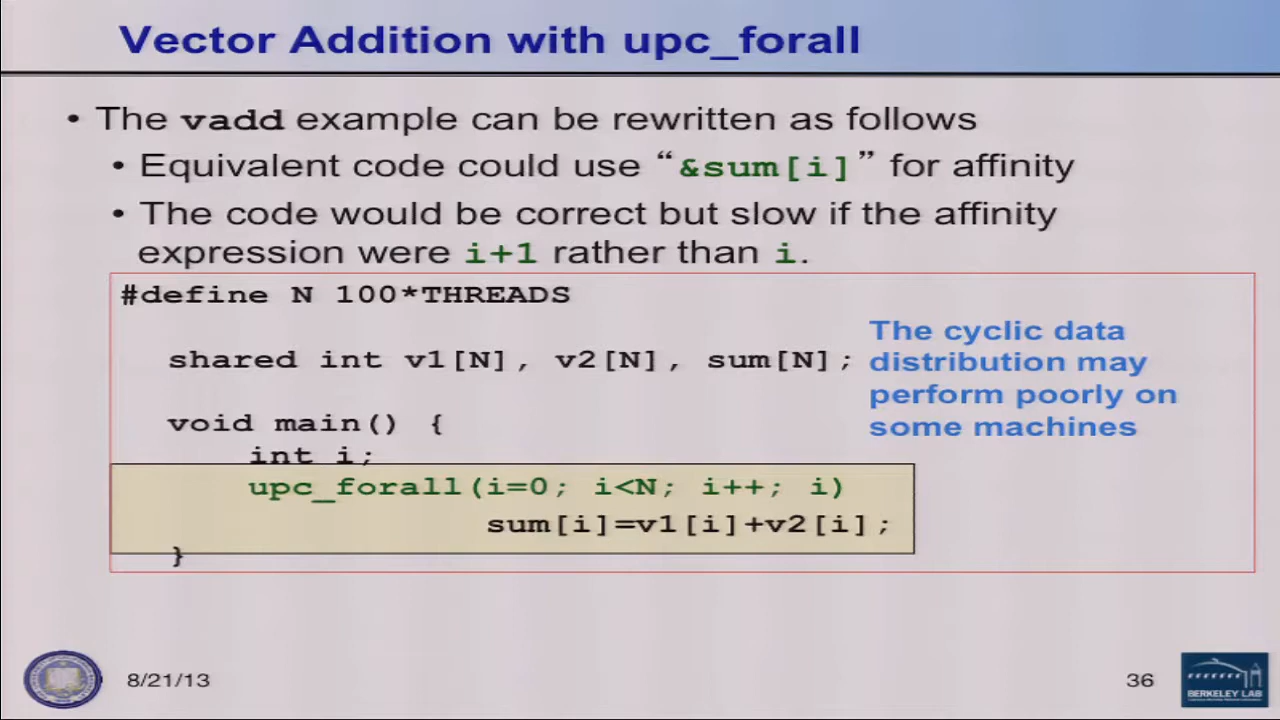 Vector Addition with upc_forall
• The vadd example can be rewritten as follows
• Equivalent code could use “&sum[i]” for affinity
• The code would be correct but slow if the affinity
expression were i+1 rather than i.
#define N 100*THREADS
shared int v1[N], v2[N], sum[N];
The cyclic data
distribution may
perform poorly on
some machines
void main() {
int i;
upc_forall(i=0; i<N; i++; i)
sum[i]=v1[i]+v2[i];
}
8/21/13
36
BERKELEY LAB